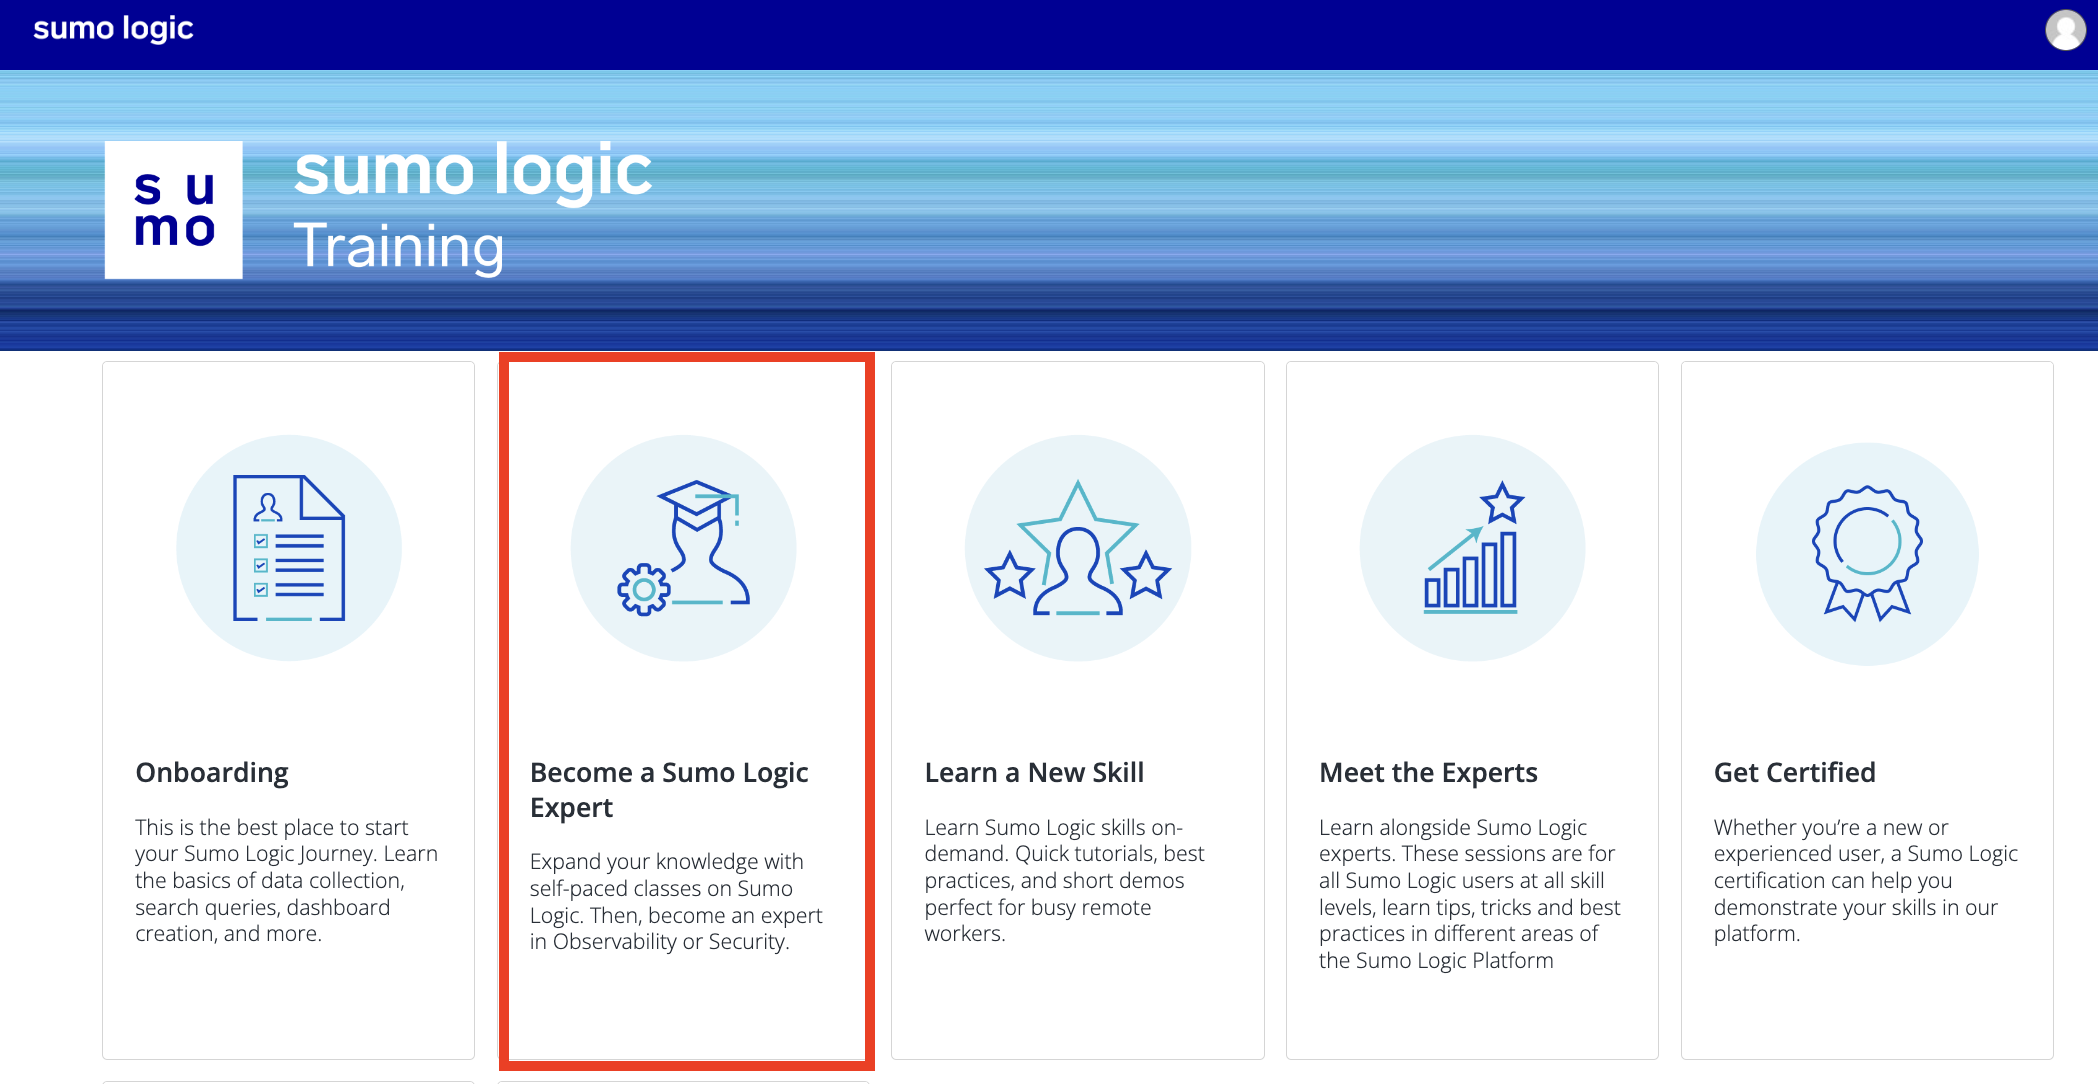 sumo logic
s u
mo
sumo logic
Training
Onboarding
This is the best place to start
your Sumo Logic Journey. Learn
the basics of data collection,
search queries, dashboard
creation, and more.
Become a Sumo Logic
Expert
Expand your knowledge with
self-paced classes on Sumo
Logic. Then, become an expert
in Observability or Security.
Learn a New Skill
Learn Sumo Logic skills on-
demand. Quick tutorials, best
practices, and short demos
perfect for busy remote
workers.
Meet the Experts
Learn alongside Sumo Logic
experts. These sessions are for
all Sumo Logic users at all skill
levels, learn tips, tricks and best
practices in different areas of
the Sumo Logic Platform
Get Certified
Whether you’re a new or
experienced user, a Sumo Logic
certification can help you
demonstrate your skills in our
platform.